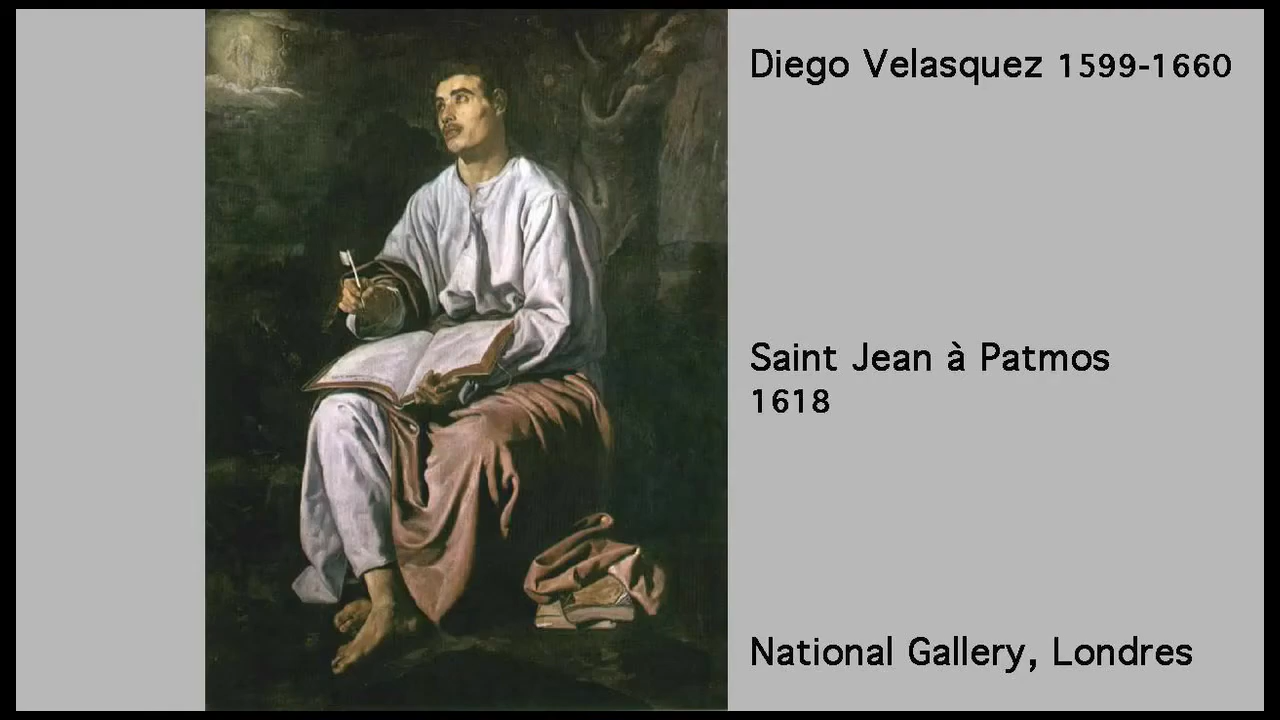 Diego Velasquez 1599-1660
Saint Jean à Patmos
1618
National Gallery, Londres